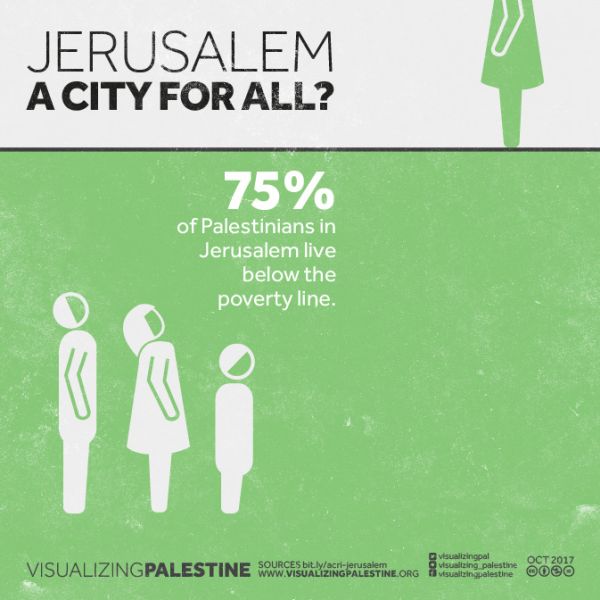 JERUSALEM
A CITY FOR ALL?
75%
of Palestinians in
Jerusalem live
below the
poverty line.
VISUALIZINGPALESTINE
SOURCES bit.ly/acri-jerusalem
WWW.VISUALIZINGPALESTINE.ORG
visualizingpal
visualizing_palestine
visualizingpalestine
OCT 2017